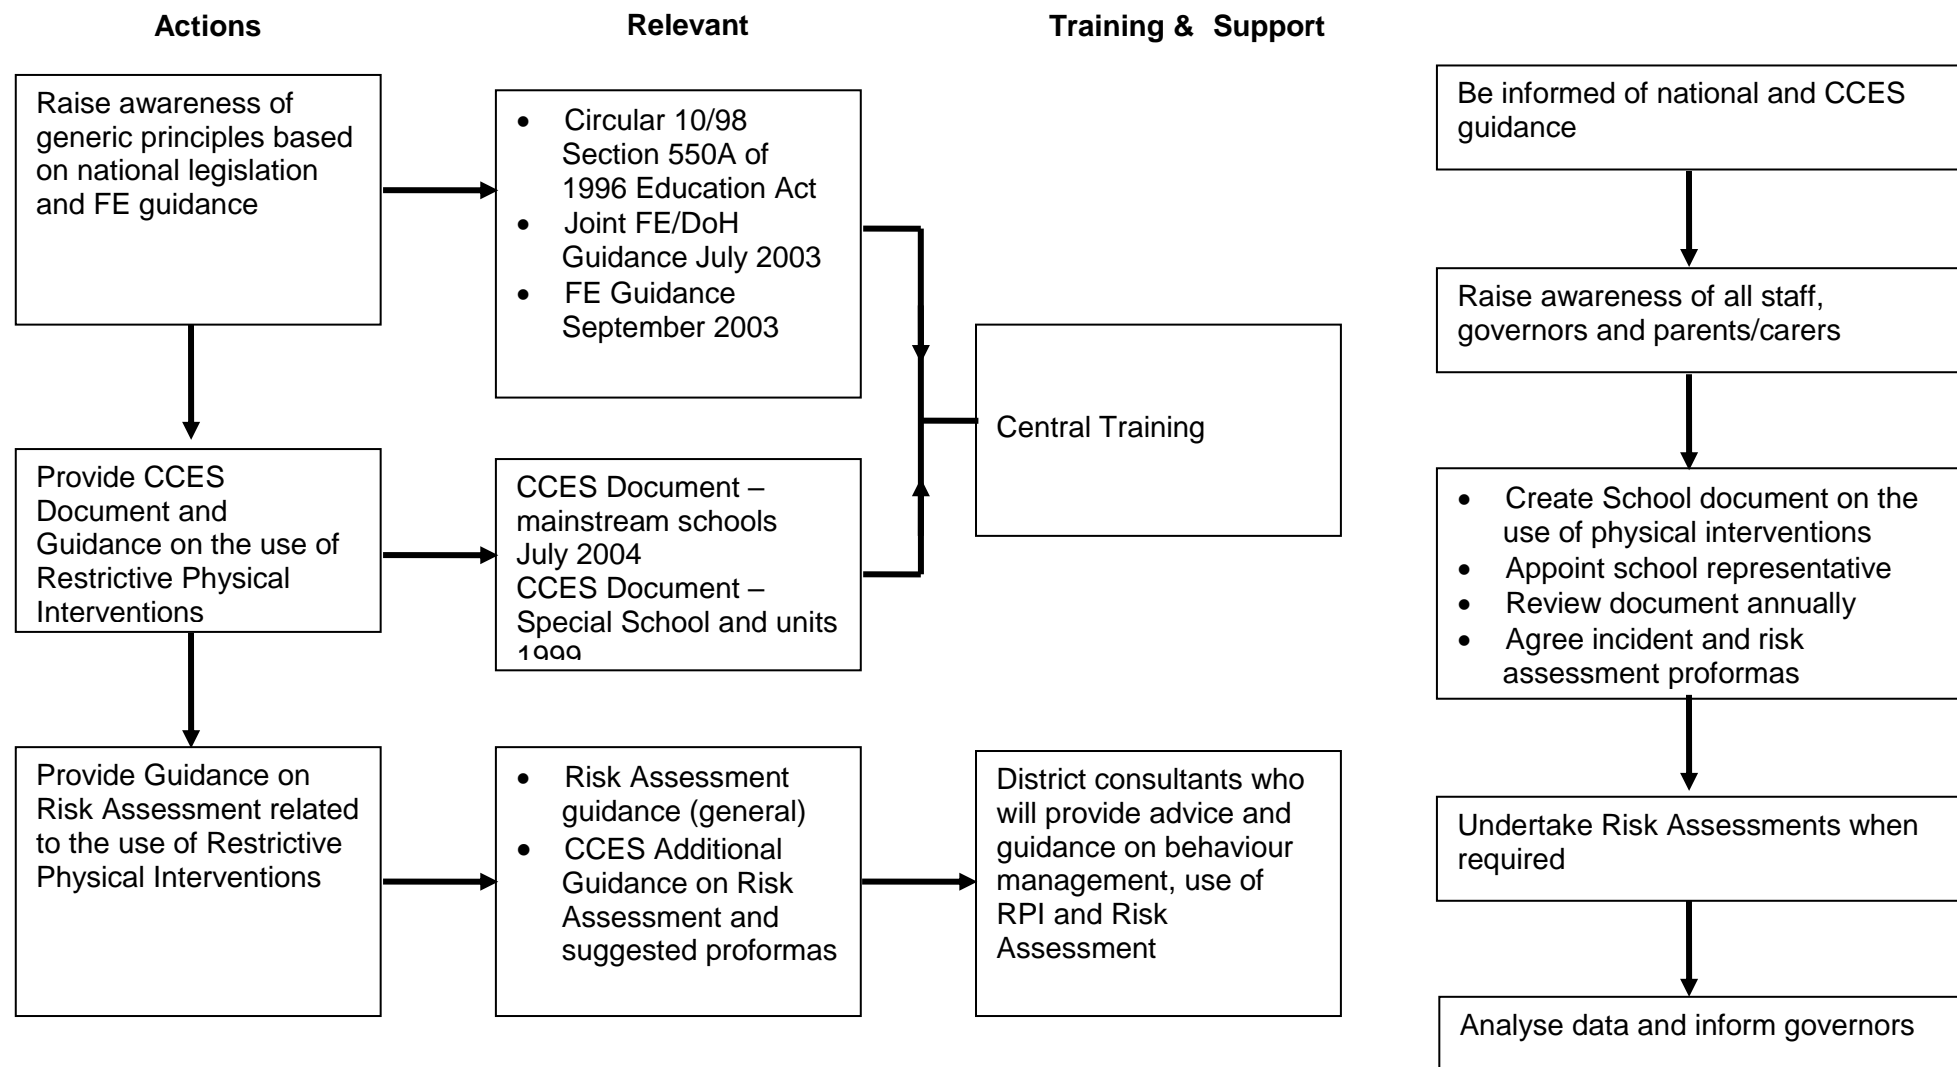 Actions
Relevant
Training & Support
Raise awareness of
generic principles based
on national legislation
and FE guidance
• Circular 10/98
Section 550A of
1996 Education Act
• Joint FE/DoH
Guidance July 2003
• FE Guidance
September 2003
Central Training
Provide CCES
Document and
Guidance on the use of
Restrictive Physical
Interventions
CCES Document –
mainstream schools
July 2004
CCES Document –
Special School and units
1999
Provide Guidance on
Risk Assessment related
to the use of Restrictive
Physical Interventions
• Risk Assessment
guidance (general)
• CCES Additional
Guidance on Risk
Assessment and
suggested proformas
District consultants who
will provide advice and
guidance on behaviour
management, use of
RPI and Risk
Assessment
Be informed of national and CCES
guidance
Raise awareness of all staff,
governors and parents/carers
• Create School document on the
use of physical interventions
• Appoint school representative
• Review document annually
• Agree incident and risk
assessment proformas
Undertake Risk Assessments when
required
Analyse data and inform governors